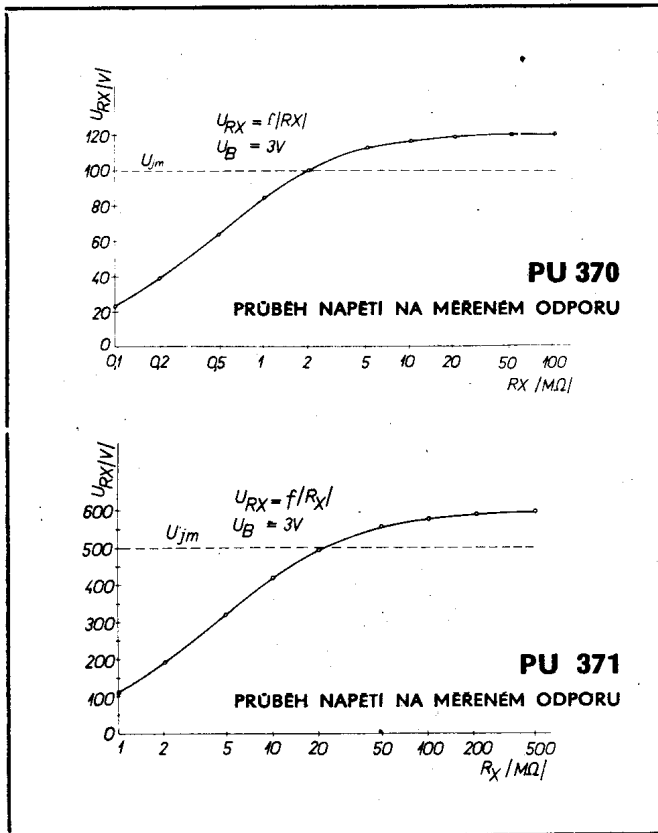 U_RX|V|
U_RX = f|RX|
U_B = 3V
120
U_jm
100
80
60
40
20
0
0,1 0,2 0,5 1 2 5 10 20 50 100
RX /MΩ|
PU 370
PRŮBĚH NAPĚTÍ NA MĚŘENÉM ODPORU
U_RX|V|
U_RX = f/R_X/
U_B = 3V
600
U_jm
500
400
300
200
100
0
1 2 5 10 20 50 100 200 500
R_X /MΩ|
PU 371
PRŮBĚH NAPĚTÍ NA MĚŘENÉM ODPORU